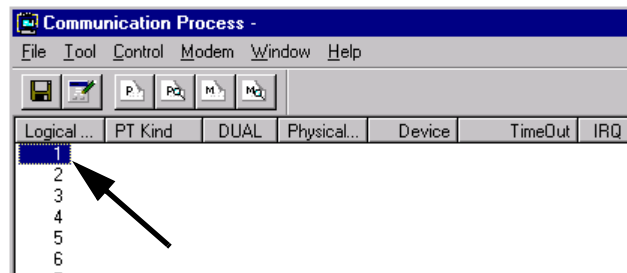 Communication Process -
File Tool Control Modem Window Help
P. PQ M. MQ
Logical ... PT Kind DUAL Physical... Device TimeOut IRQ
1
2
3
4
5
6